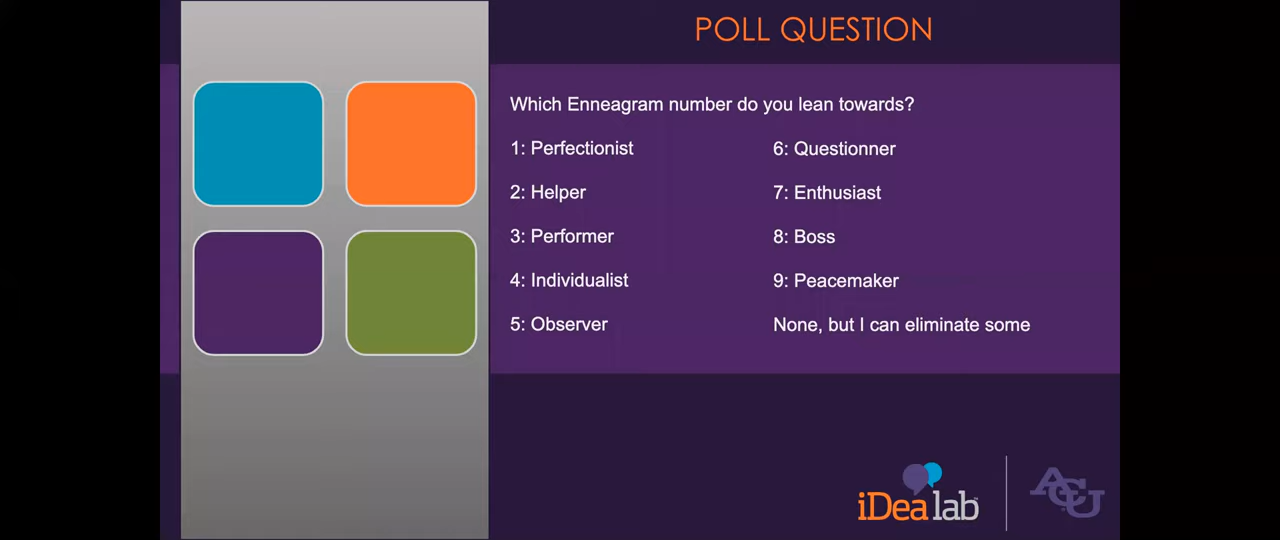 POLL QUESTION
Which Enneagram number do you lean towards?
1: Perfectionist
2: Helper
3: Performer
4: Individualist
5: Observer
6: Questionner
7: Enthusiast
8: Boss
9: Peacemaker
None, but I can eliminate some
iDea lab
ACU